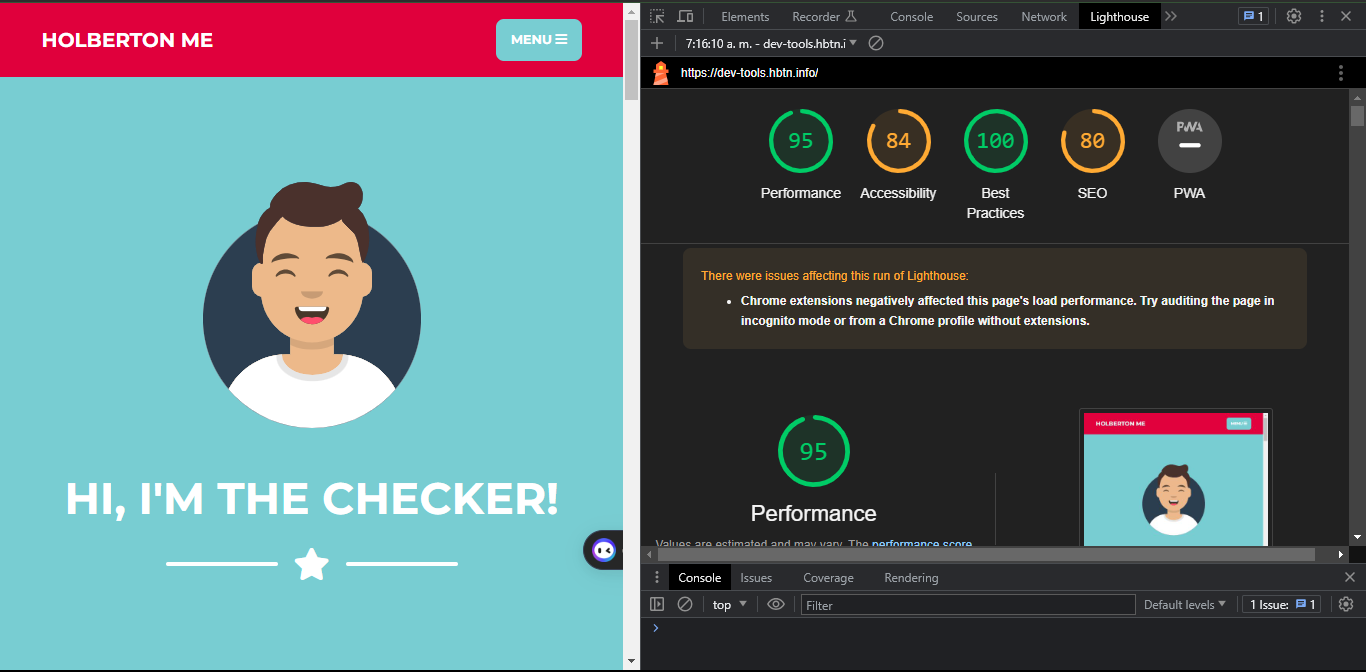 HOLBERTON ME
MENU
HI, I'M THE CHECKER!
Elements
Recorder
Console
Sources
Network
Lighthouse
1
7:16:10 a. m. - dev-tools.hbtn.i
https://dev-tools.hbtn.info/
95
84
100
80
PWA
Performance
Accessibility
Best
Practices
SEO
PWA
There were issues affecting this run of Lighthouse:
• Chrome extensions negatively affected this page's load performance. Try auditing the page in
incognito mode or from a Chrome profile without extensions.
95
Performance
Values are estimated and may vary. The performance score
HOLBERTON ME
MENU
Console
Issues
Coverage
Rendering
top
Filter
Default levels
1 Issue:
1